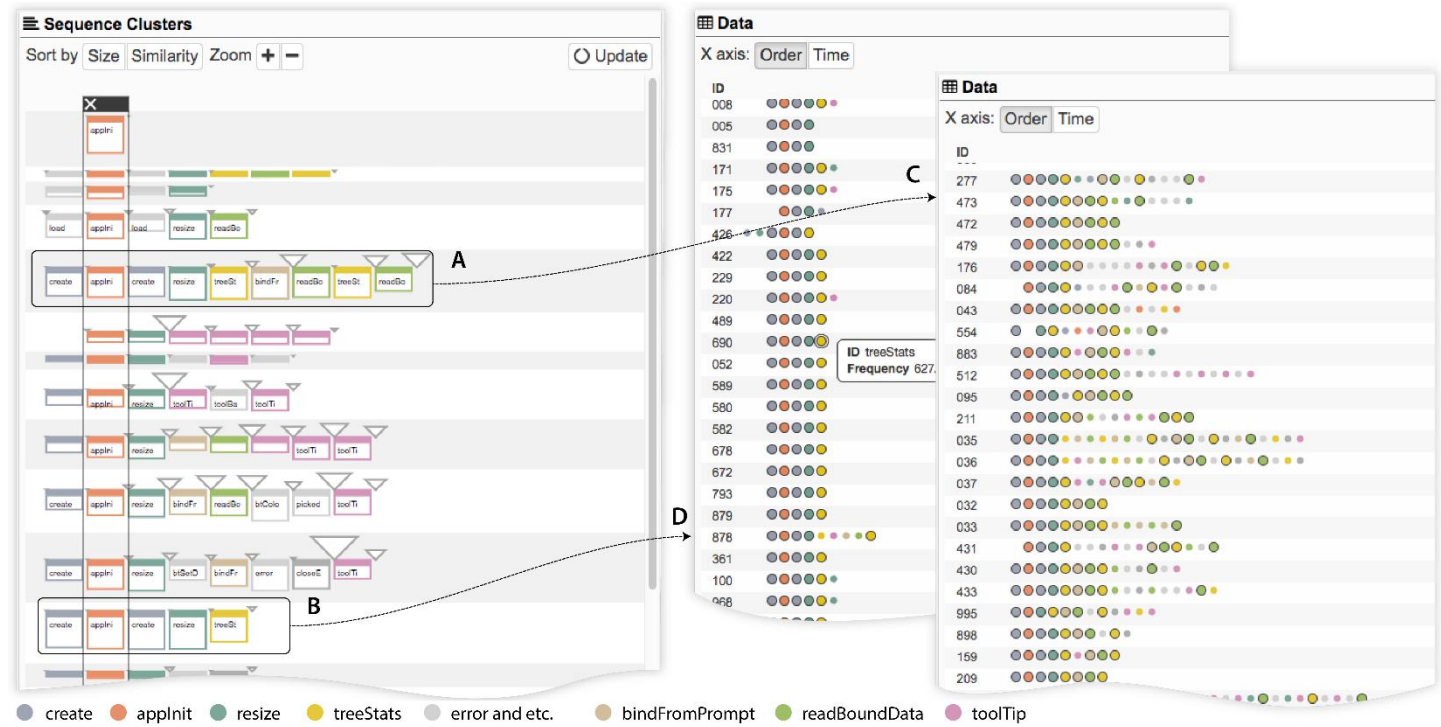 Sequence Clusters
Sort by Size Similarity Zoom + − Update
X
appIni
load appIni load resize readBo
A
create appIni create resize treeSt bindFr readBo treeSt readBo
appIni resize toolTi toolBa toolTi
appIni resize toolTi toolTi
create appIni resize bindFr readBo btColo picked toolTi
create appIni resize btGetD bindFr error closeE toolTi
B
create appIni create resize treeSt
Data
X axis: Order Time
ID
008
005
831
171
175
177
426
422
229
220
489
690
ID treeStats
Frequency 627.
052
589
580
582
678
672
793
879
D
878
361
100
968
C
Data
X axis: Order Time
ID
277
473
472
479
176
084
043
554
883
512
095
211
035
036
037
032
033
431
430
433
995
898
159
209
create appInit resize treeStats error and etc. bindFromPrompt readBoundData toolTip